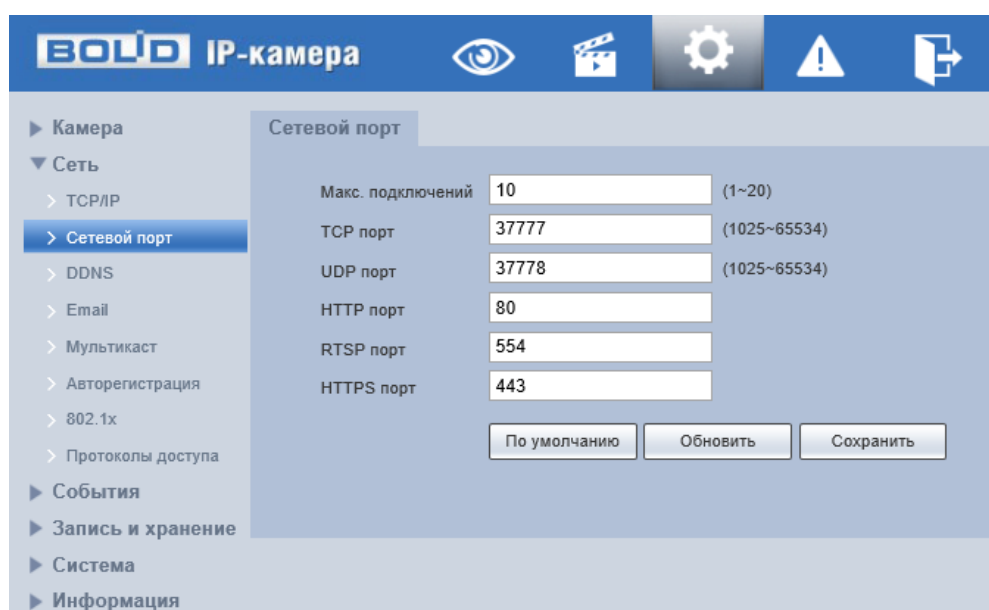 BOLID IP-камера
Камера
Сеть
TCP/IP
Сетевой порт
DDNS
Email
Мультикаст
Авторегистрация
802.1x
Протоколы доступа
События
Запись и хранение
Система
Информация
Сетевой порт
Макс. подключений 10 (1~20)
TCP порт 37777 (1025~65534)
UDP порт 37778 (1025~65534)
HTTP порт 80
RTSP порт 554
HTTPS порт 443
По умолчанию Обновить Сохранить